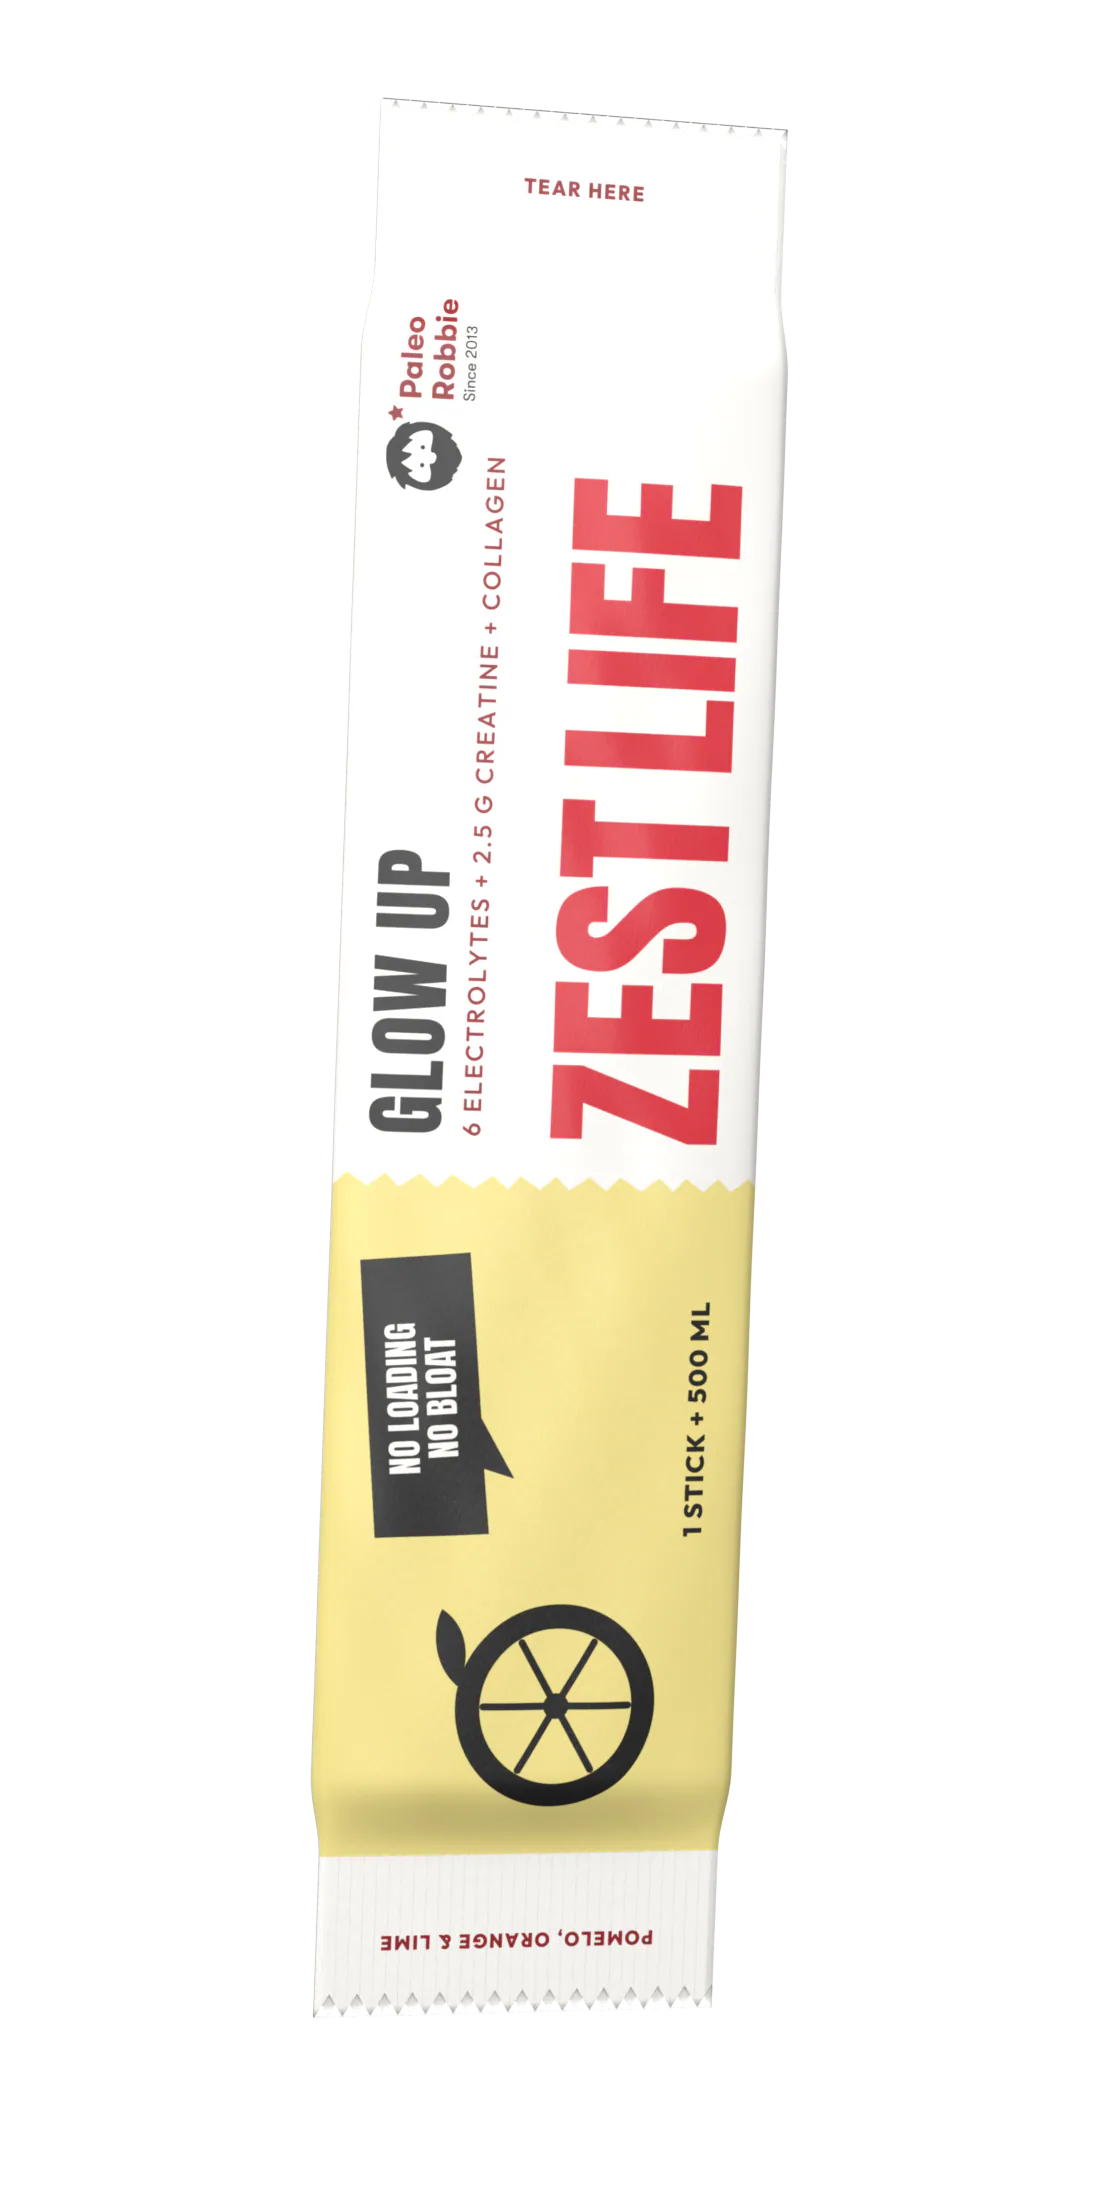 TEAR HERE
Paleo
Robbie
Since 2013
GLOW UP
6 ELECTROLYTES + 2.5 G CREATINE + COLLAGEN
ZEST LIFE
NO LOADING
NO BLOAT
1 STICK + 500 ML
POMELO, ORANGE & LIME